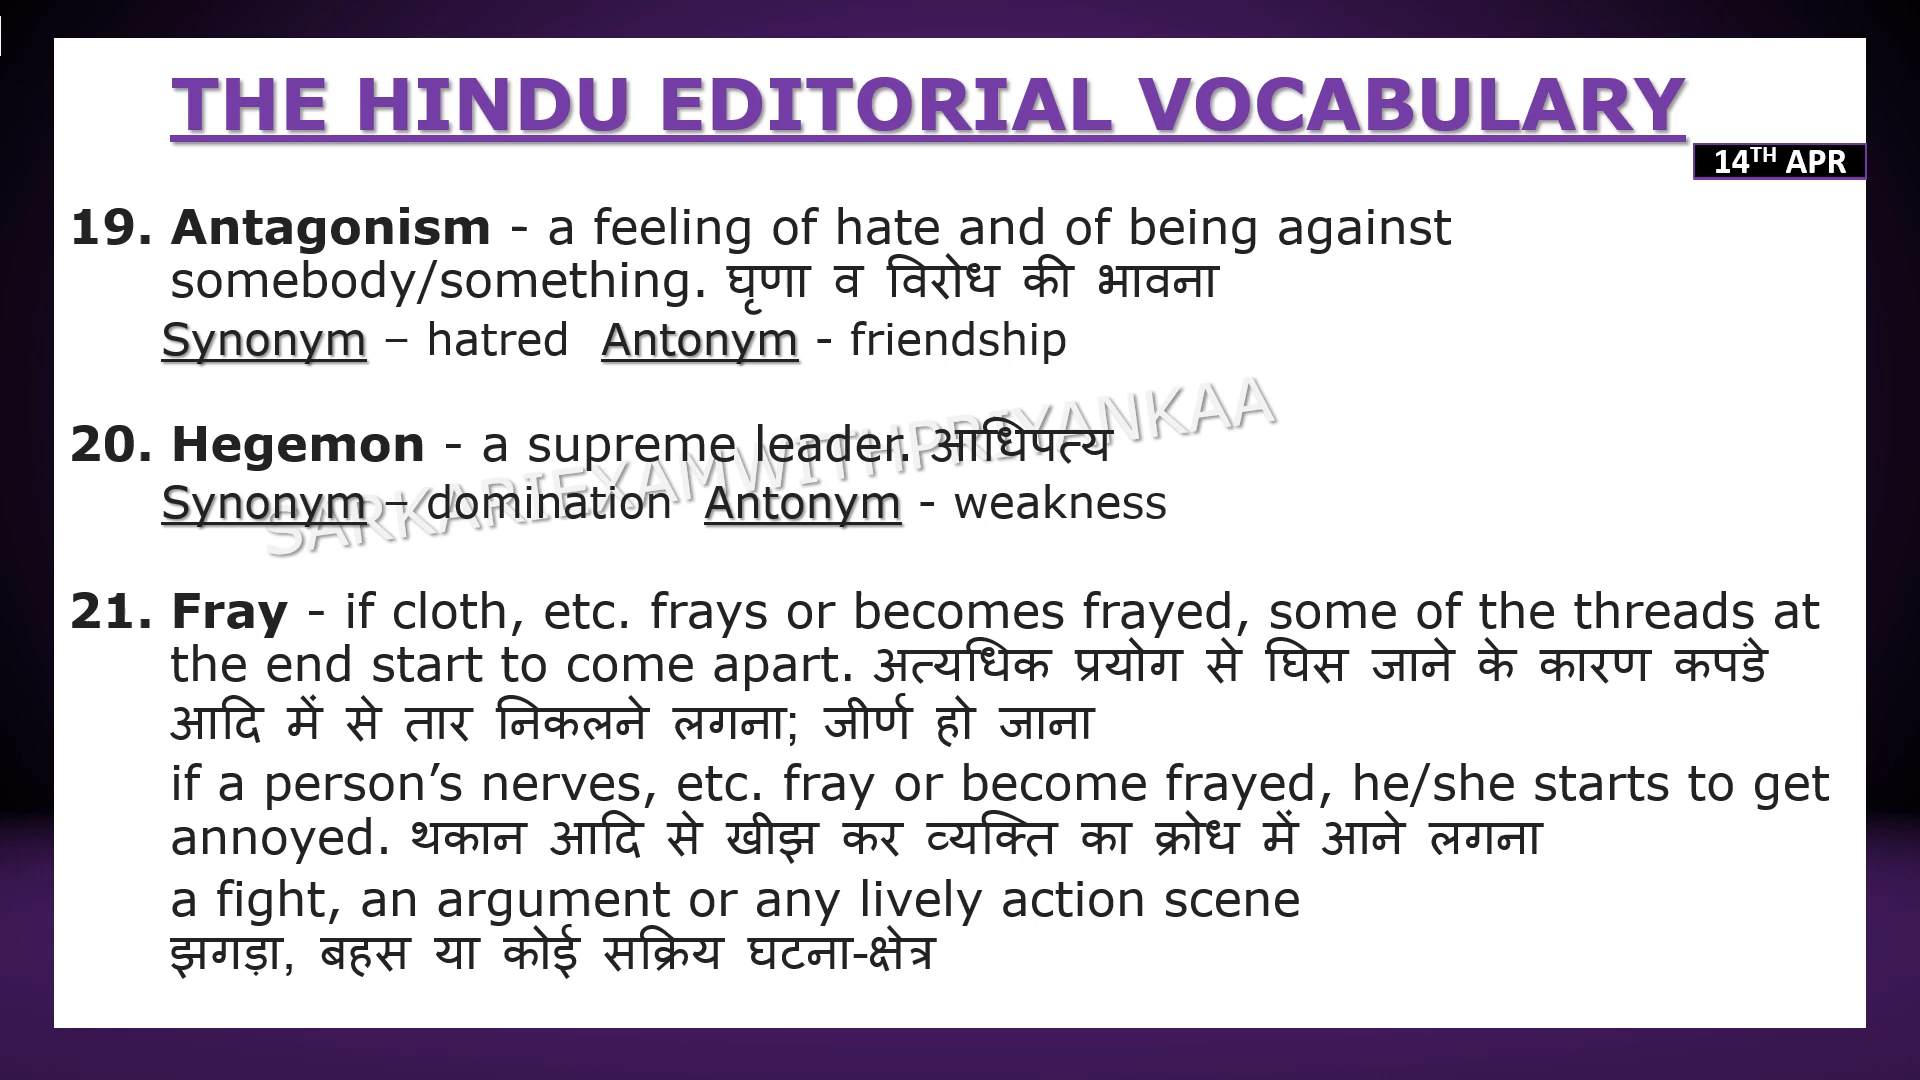 THE HINDU EDITORIAL VOCABULARY
14TH APR
19. Antagonism - a feeling of hate and of being against
somebody/something. घृणा व विरोध की भावना
Synonym – hatred Antonym - friendship
20. Hegemon - a supreme leader. आधिपत्य
Synonym – domination Antonym - weakness
SARKARIEXAMWITHPRIYANKAA
21. Fray - if cloth, etc. frays or becomes frayed, some of the threads at
the end start to come apart. अत्यधिक प्रयोग से घिस जाने के कारण कपडे़
आदि में से तार निकलने लगना; जीर्ण हो जाना
if a person’s nerves, etc. fray or become frayed, he/she starts to get
annoyed. थकान आदि से खीझ कर व्यक्ति का क्रोध में आने लगना
a fight, an argument or any lively action scene
झगड़ा, बहस या कोई सक्रिय घटना-क्षेत्र